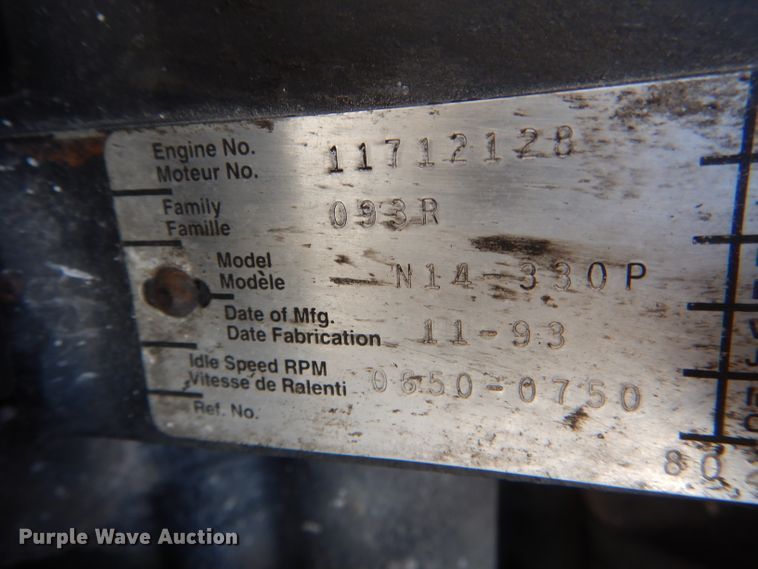 Engine No. 11712128
Moteur No.
Family 093R
Famille
Model N14-330P
Modèle
Date of Mfg. 11-93
Date Fabrication
Idle Speed RPM 0650-0750
Vitesse de Ralenti
Ref. No. 80
Purple Wave Auction